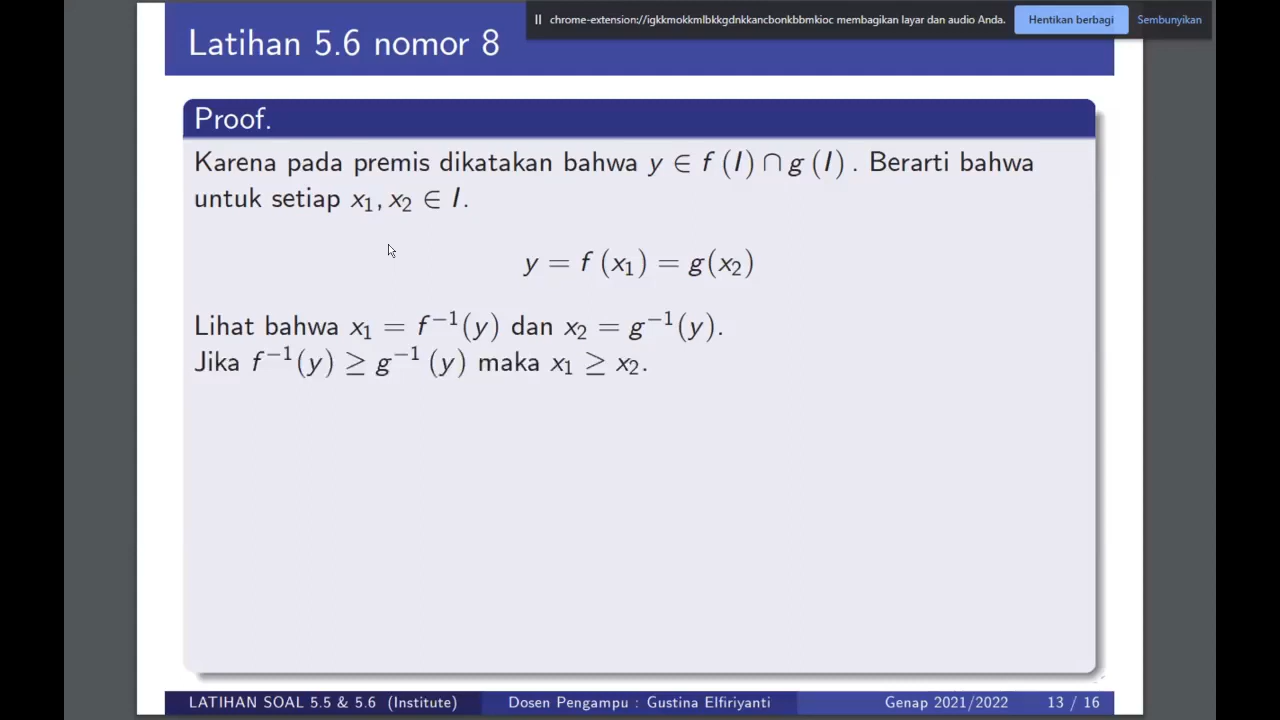 chrome-extension://igkkmokkmlbkkgdnkkancbonkbbmkioc membagikan layar dan audio Anda. Hentikan berbagi Sembunyikan
Latihan 5.6 nomor 8
Proof.
Karena pada premis dikatakan bahwa y ∈ f (I) ∩ g (I) . Berarti bahwa
untuk setiap x₁, x₂ ∈ I.
y = f (x₁) = g(x₂)
Lihat bahwa x₁ = f⁻¹(y) dan x₂ = g⁻¹(y).
Jika f⁻¹(y) ≥ g⁻¹ (y) maka x₁ ≥ x₂.
LATIHAN SOAL 5.5 & 5.6 (Institute) Dosen Pengampu : Gustina Elfiriyanti Genap 2021/2022 13 / 16